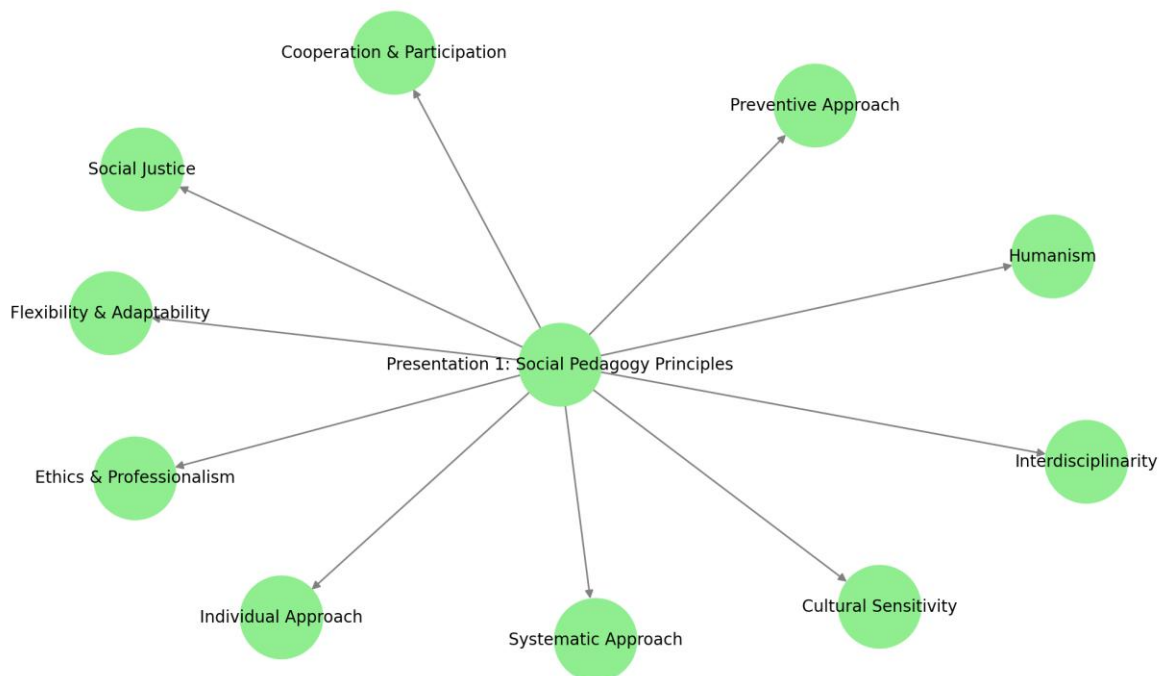 Cooperation & Participation
Preventive Approach
Social Justice
Humanism
Flexibility & Adaptability
Presentation 1: Social Pedagogy Principles
Interdisciplinarity
Ethics & Professionalism
Cultural Sensitivity
Individual Approach
Systematic Approach